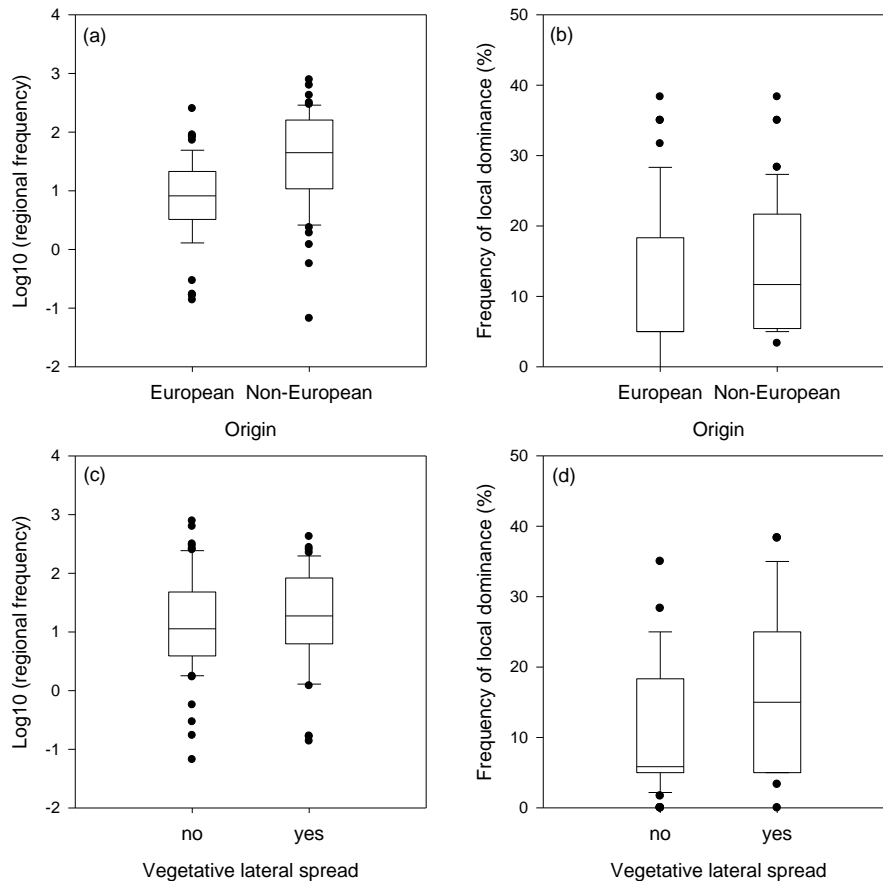 (a)
Log10 (regional frequency)
4
3
2
1
0
-1
-2
European Non-European
Origin
(b)
Frequency of local dominance (%)
50
40
30
20
10
0
European Non-European
Origin
(c)
Log10 (regional frequency)
4
3
2
1
0
-1
-2
no yes
Vegetative lateral spread
(d)
Frequency of local dominance (%)
50
40
30
20
10
0
no yes
Vegetative lateral spread